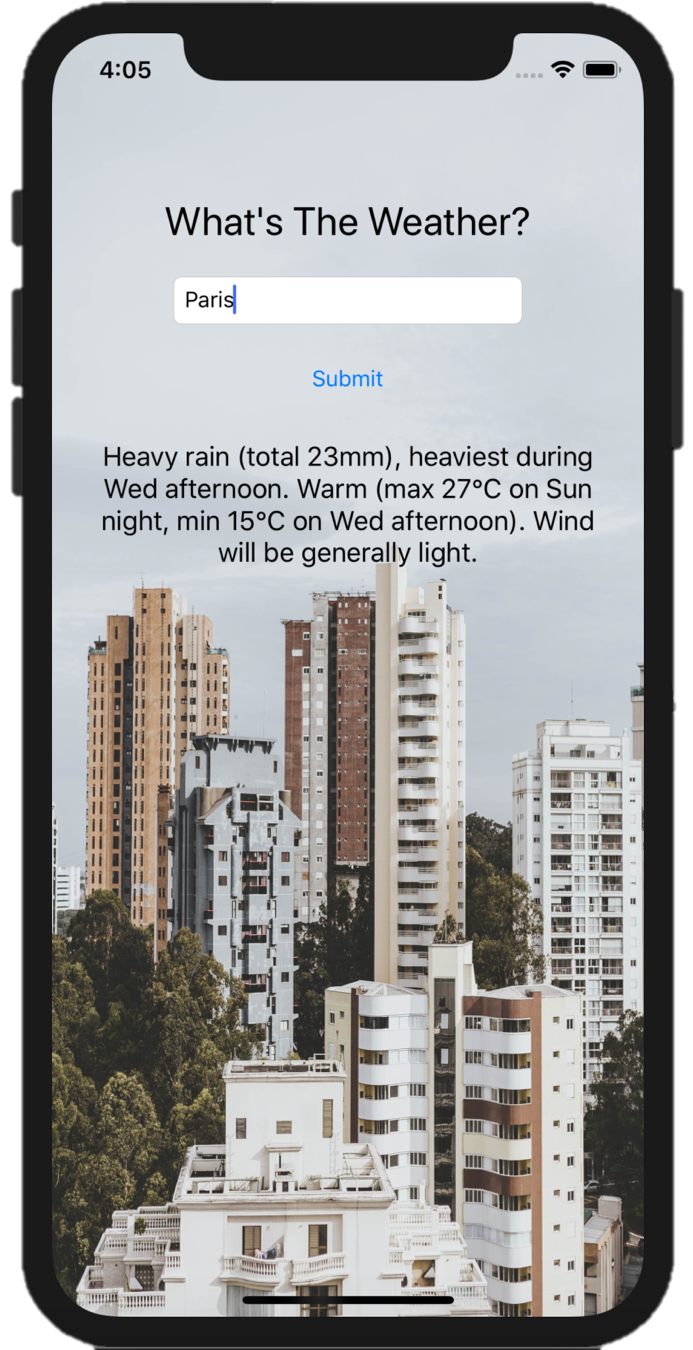 4:05
What's The Weather?
Paris
Submit
Heavy rain (total 23mm), heaviest during
Wed afternoon. Warm (max 27°C on Sun
night, min 15°C on Wed afternoon). Wind
will be generally light.